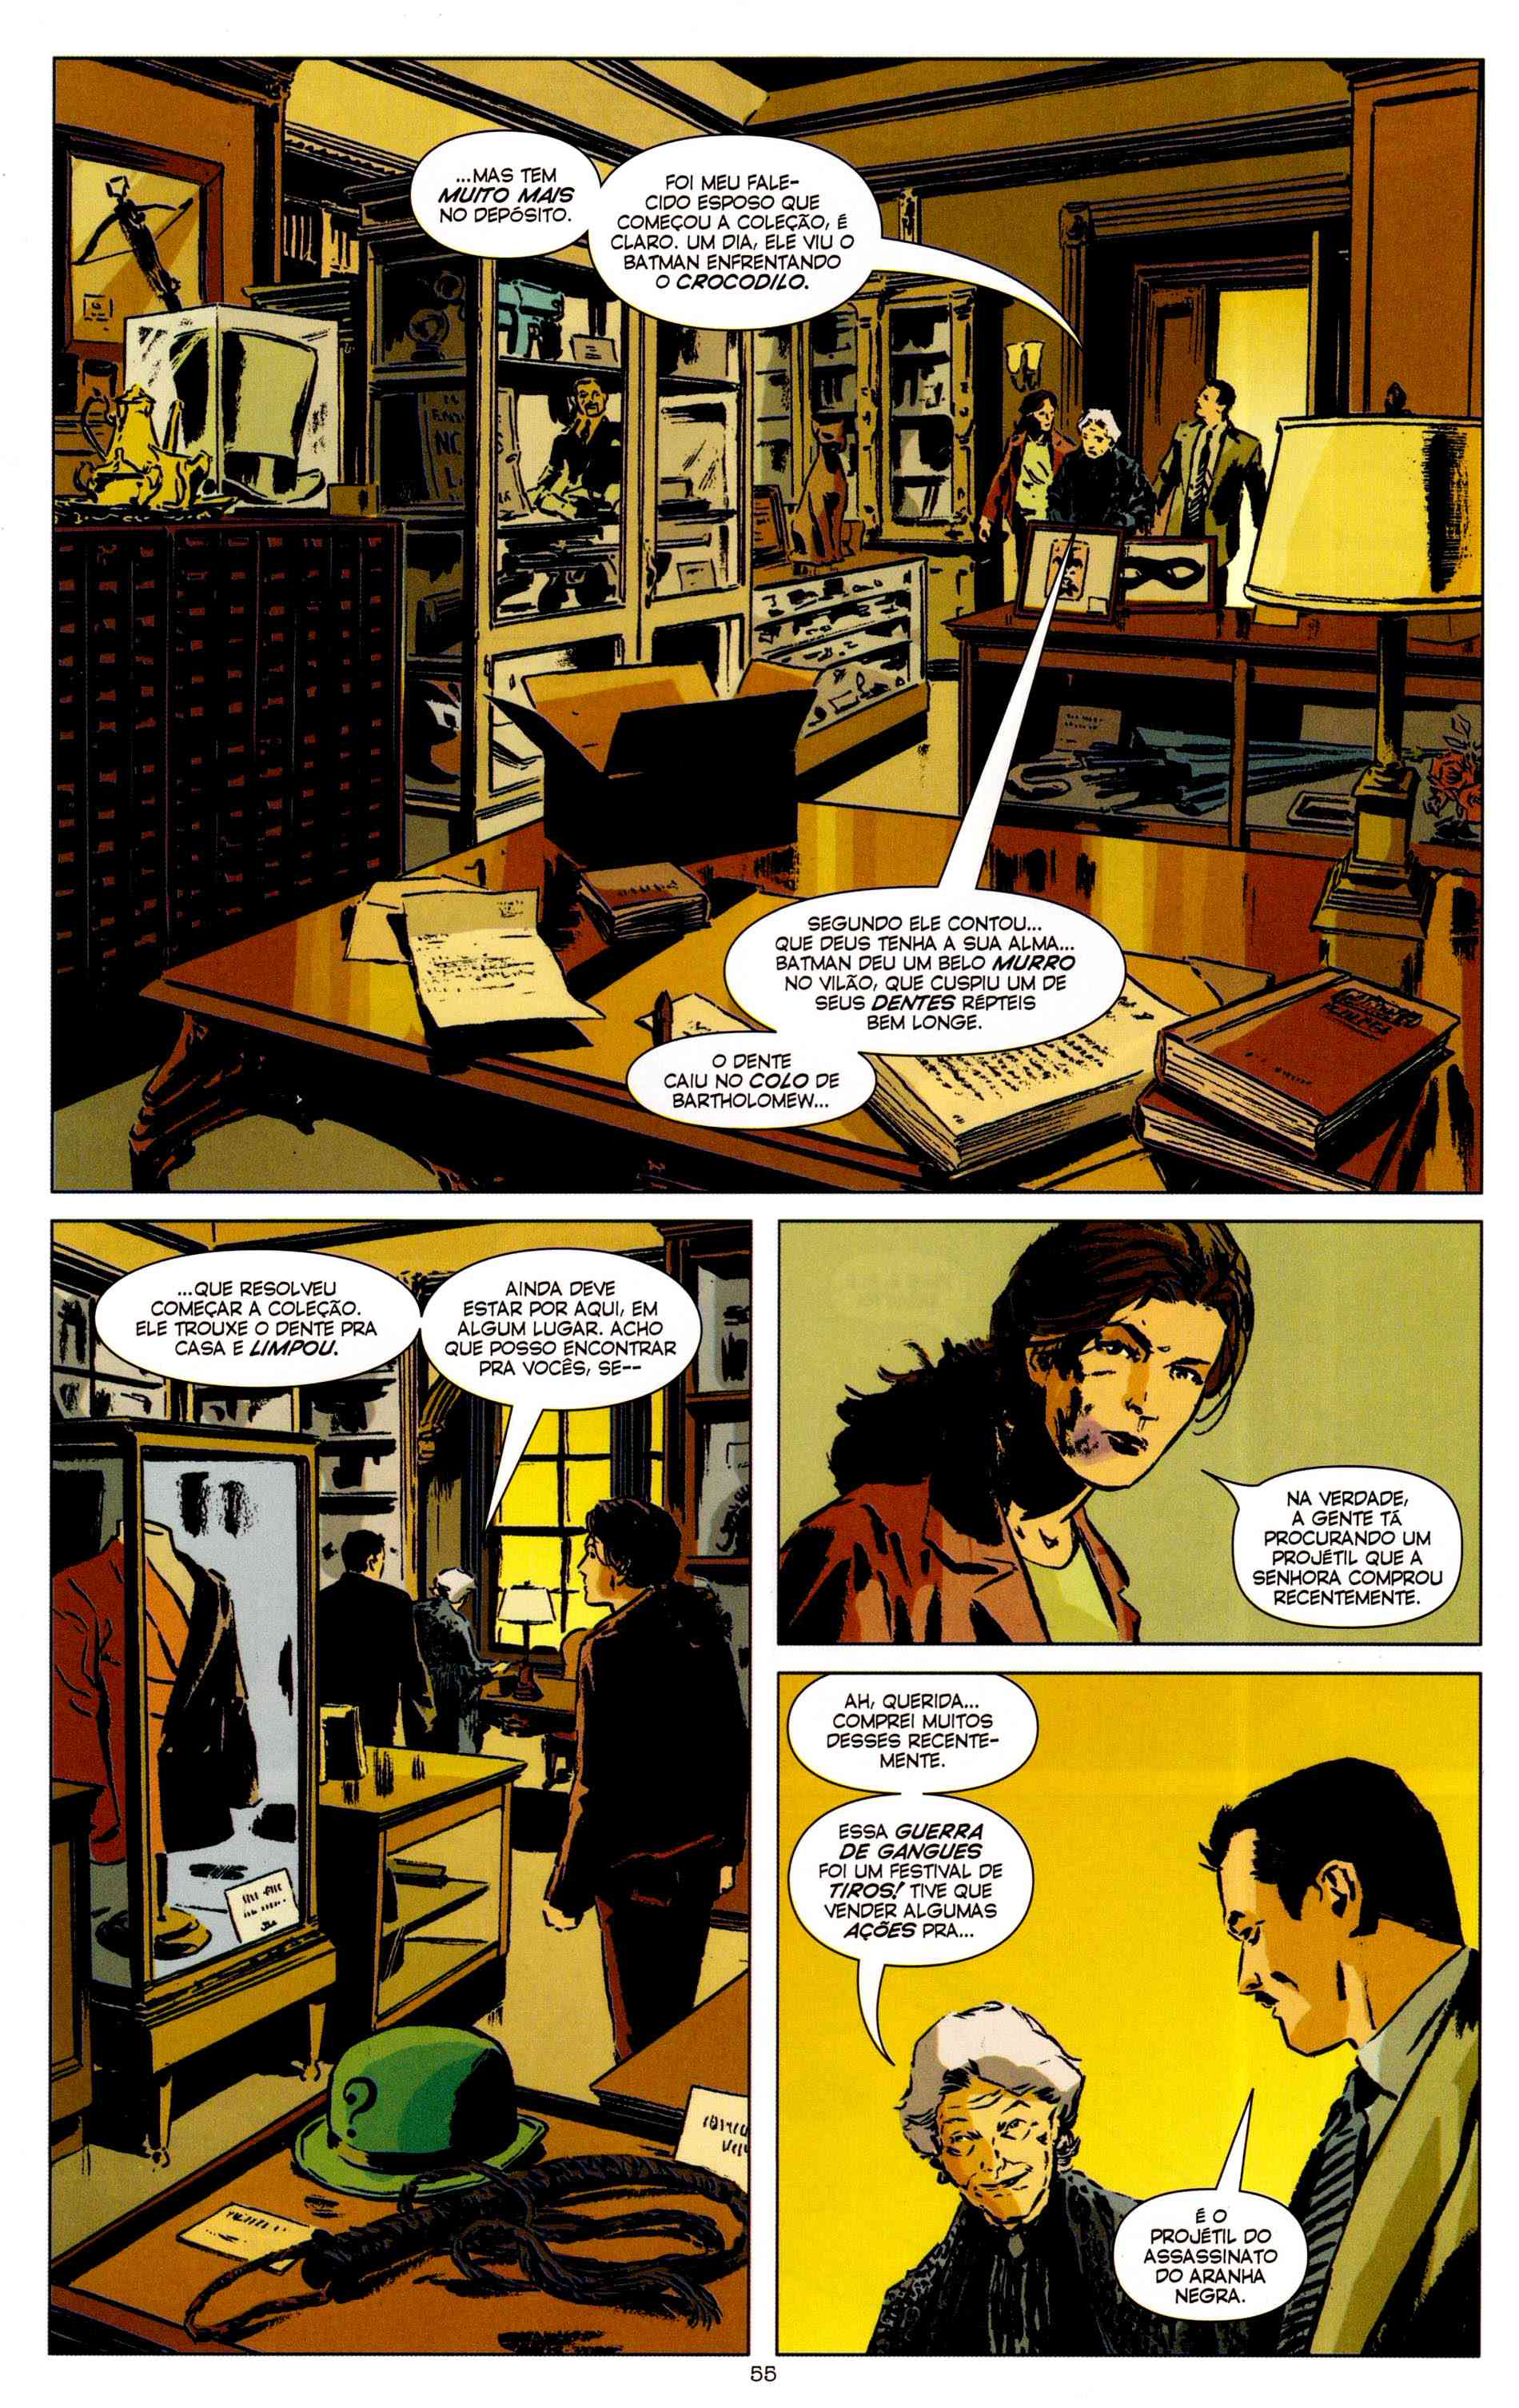 ...MAS TEM
MUITO MAIS
NO DEPÓSITO.
FOI MEU FALE-
CIDO ESPOSO QUE
COMEÇOU A COLEÇÃO, É
CLARO. UM DIA, ELE VIU O
BATMAN ENFRENTANDO
O CROCODILO.
SEGUNDO ELE CONTOU...
QUE DEUS TENHA A SUA ALMA...
BATMAN DEU UM BELO MURRO
NO VILÃO, QUE CUSPIU UM DE
SEUS DENTES RÉPTEIS
BEM LONGE.
O DENTE
CAIU NO COLO DE
BARTHOLOMEW...
...QUE RESOLVEU
COMEÇAR A COLEÇÃO.
ELE TROUXE O DENTE PRA
CASA E LIMPOU.
AINDA DEVE
ESTAR POR AQUI, EM
ALGUM LUGAR. ACHO
QUE POSSO ENCONTRAR
PRA VOCÊS, SE--
?
NA VERDADE,
A GENTE TÁ
PROCURANDO UM
PROJÉTIL QUE A
SENHORA COMPROU
RECENTEMENTE.
AH, QUERIDA...
COMPREI MUITOS
DESSES RECENTE-
MENTE.
ESSA GUERRA
DE GANGUES
FOI UM FESTIVAL DE
TIROS! TIVE QUE
VENDER ALGUMAS
AÇÕES PRA...
É O
PROJÉTIL DO
ASSASSINATO
DO ARANHA
NEGRA.
55